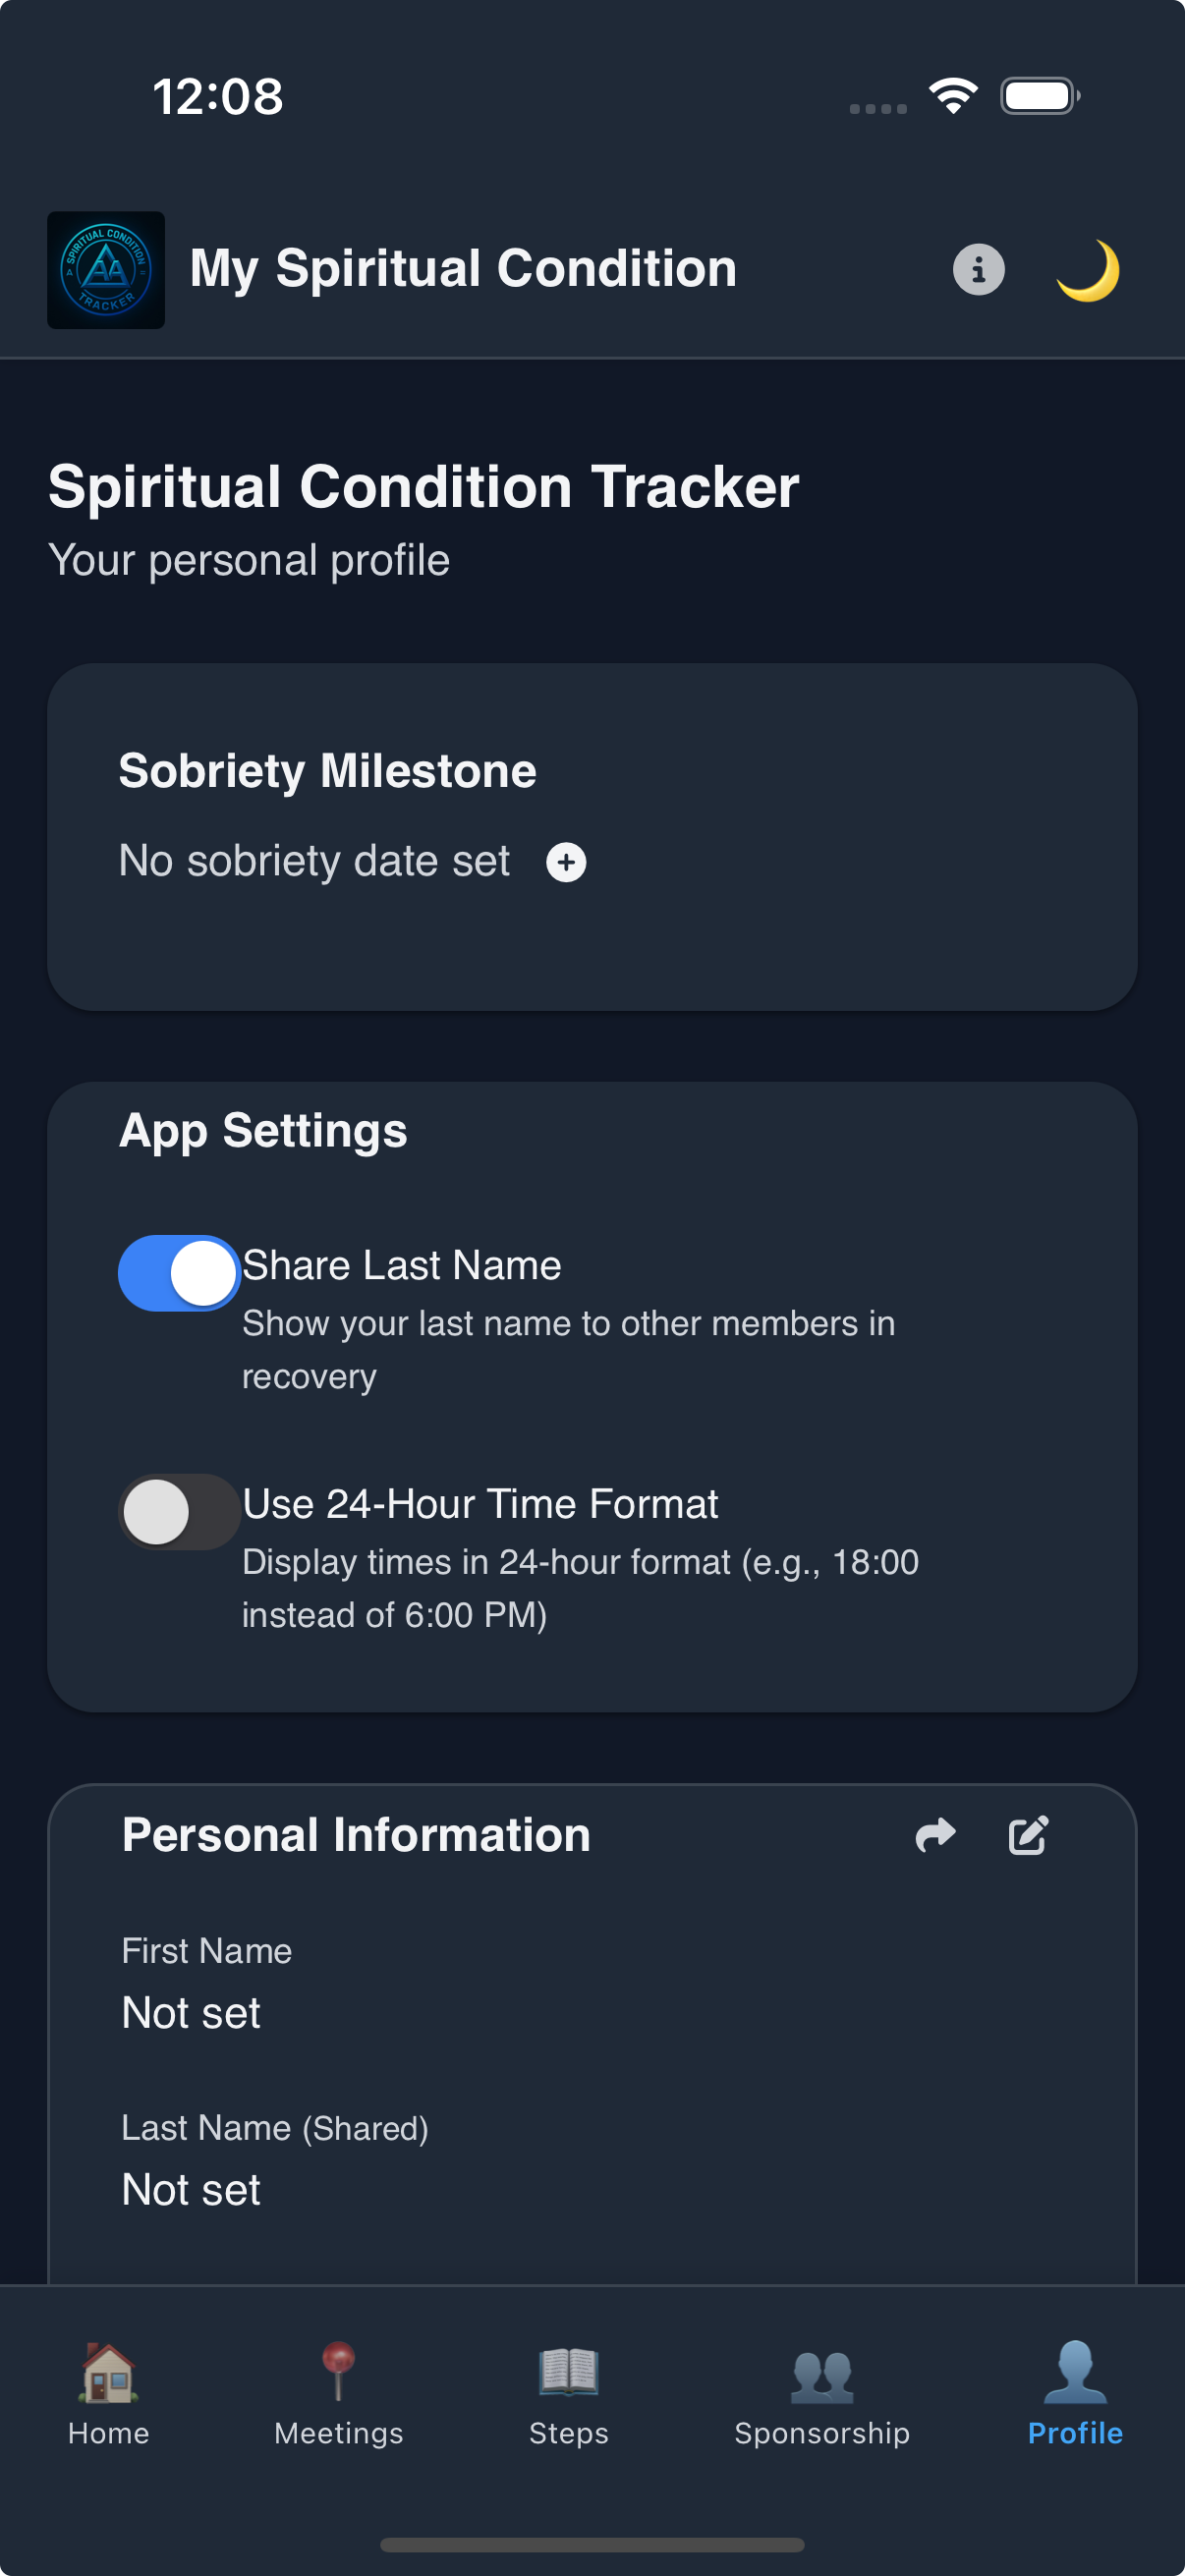 12:08
SPIRITUAL CONDITION
AA
TRACKER
My Spiritual Condition
Spiritual Condition Tracker
Your personal profile
Sobriety Milestone
No sobriety date set
App Settings
Share Last Name
Show your last name to other members in
recovery
Use 24-Hour Time Format
Display times in 24-hour format (e.g., 18:00
instead of 6:00 PM)
Personal Information
First Name
Not set
Last Name (Shared)
Not set
Home
Meetings
Steps
Sponsorship
Profile